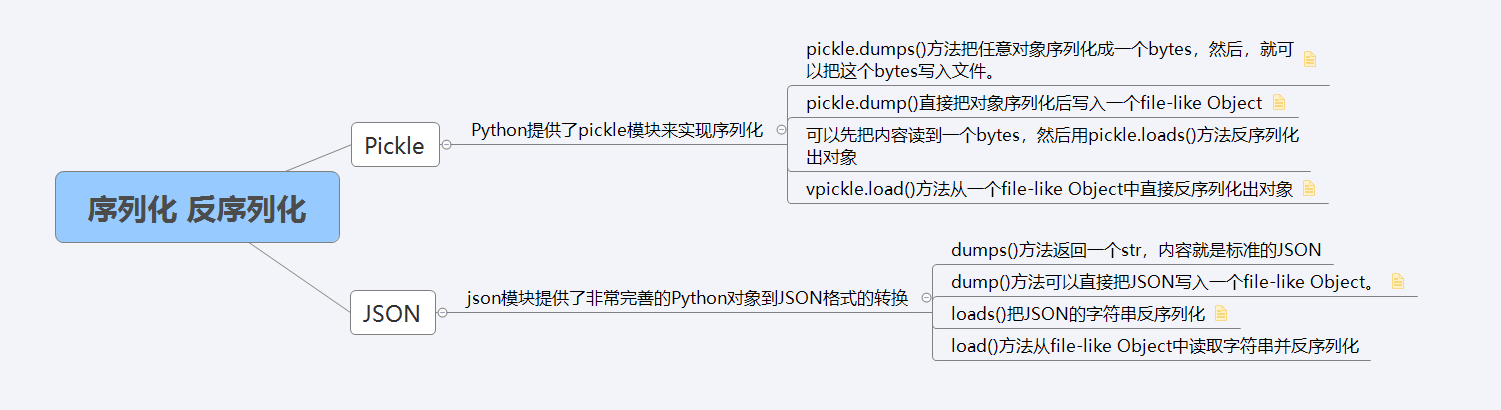 序列化 反序列化
Pickle
Python提供了pickle模块来实现序列化
pickle.dumps()方法把任意对象序列化成一个bytes，然后，就可
以把这个bytes写入文件。
pickle.dump()直接把对象序列化后写入一个file-like Object
可以先把内容读到一个bytes，然后用pickle.loads()方法反序列化
出对象
vpickle.load()方法从一个file-like Object中直接反序列化出对象
JSON
json模块提供了非常完善的Python对象到JSON格式的转换
dumps()方法返回一个str，内容就是标准的JSON
dump()方法可以直接把JSON写入一个file-like Object。
loads()把JSON的字符串反序列化
load()方法从file-like Object中读取字符串并反序列化